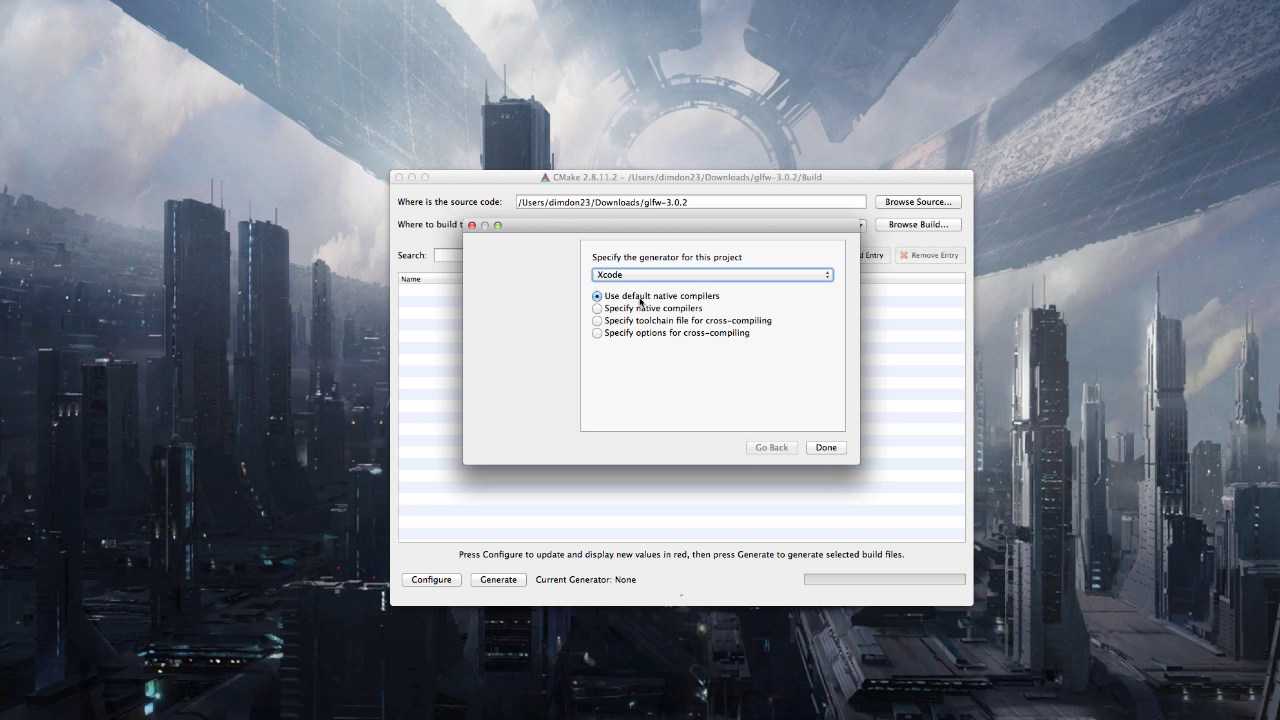 CMake 2.8.11.2 - /Users/dimdon23/Downloads/glfw-3.0.2/Build
Where is the source code: /Users/dimdon23/Downloads/glfw-3.0.2 Browse Source...
Where to build t Browse Build...
Search: d Entry Remove Entry
Name
Specify the generator for this project
Xcode
Use default native compilers
Specify native compilers
Specify toolchain file for cross-compiling
Specify options for cross-compiling
Go Back Done
Press Configure to update and display new values in red, then press Generate to generate selected build files.
Configure Generate Current Generator: None